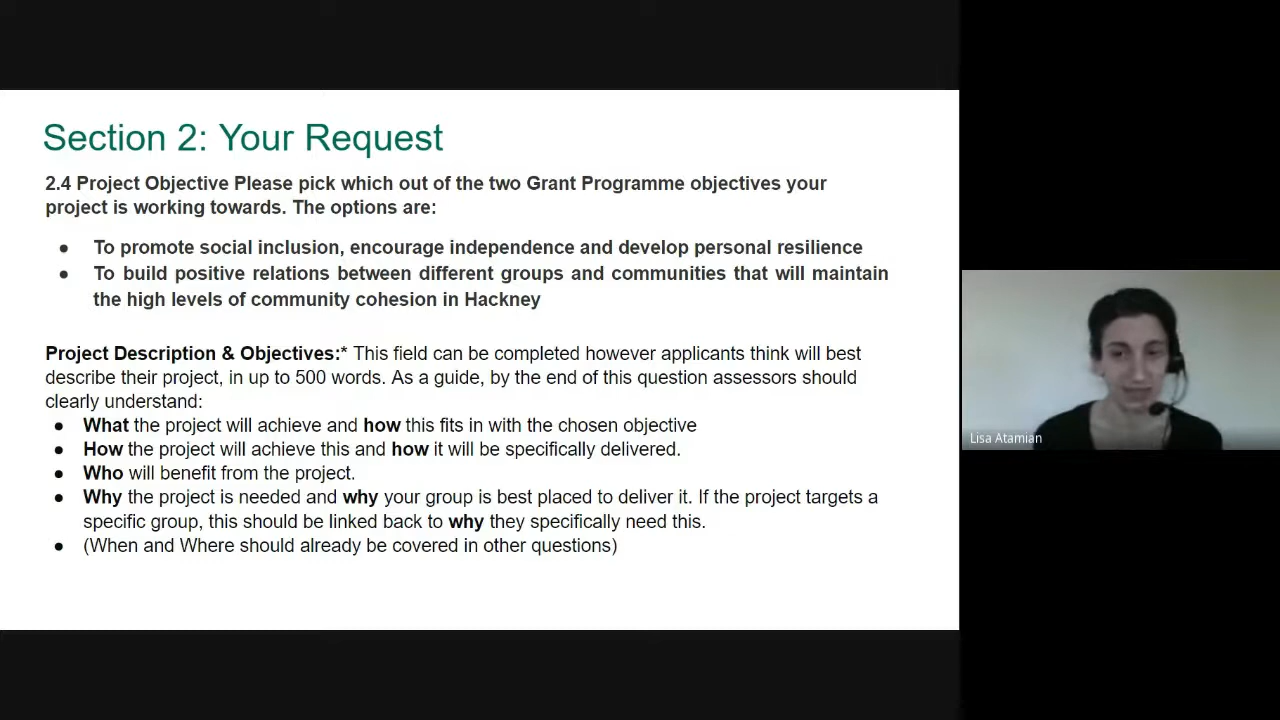 Section 2: Your Request
2.4 Project Objective Please pick which out of the two Grant Programme objectives your
project is working towards. The options are:
● To promote social inclusion, encourage independence and develop personal resilience
● To build positive relations between different groups and communities that will maintain
the high levels of community cohesion in Hackney
Project Description & Objectives:* This field can be completed however applicants think will best
describe their project, in up to 500 words. As a guide, by the end of this question assessors should
clearly understand:
● What the project will achieve and how this fits in with the chosen objective
● How the project will achieve this and how it will be specifically delivered.
● Who will benefit from the project.
● Why the project is needed and why your group is best placed to deliver it. If the project targets a
specific group, this should be linked back to why they specifically need this.
● (When and Where should already be covered in other questions)
Lisa Atamian